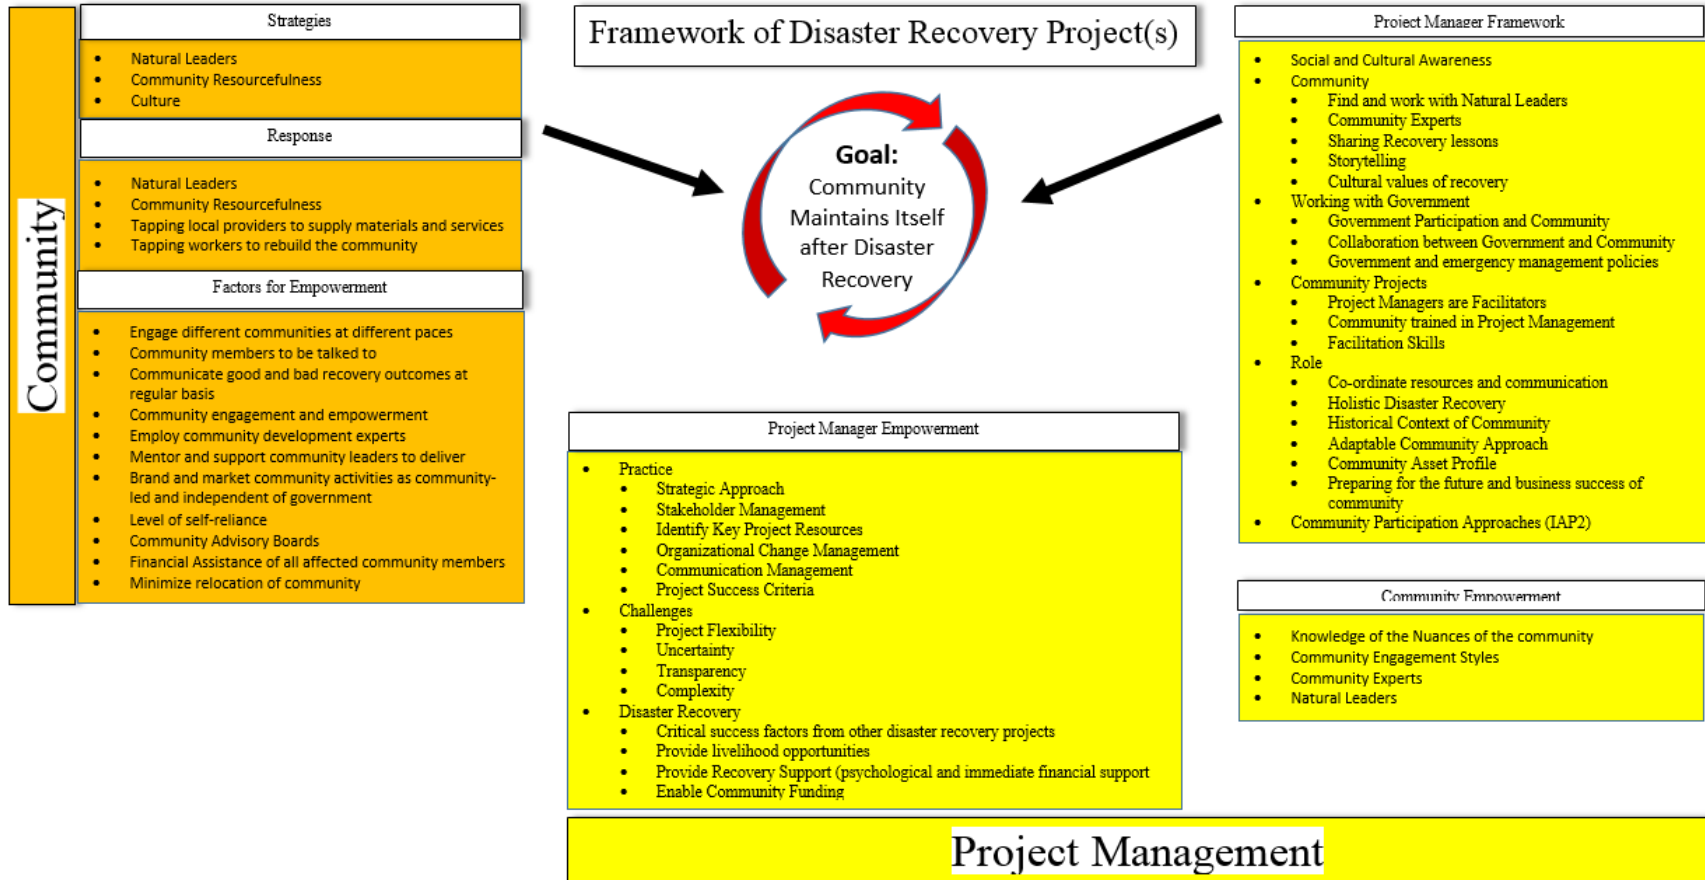 Community
Strategies
• Natural Leaders
• Community Resourcefulness
• Culture
Response
• Natural Leaders
• Community Resourcefulness
• Tapping local providers to supply materials and services
• Tapping workers to rebuild the community
Factors for Empowerment
• Engage different communities at different paces
• Community members to be talked to
• Communicate good and bad recovery outcomes at
regular basis
• Community engagement and empowerment
• Employ community development experts
• Mentor and support community leaders to deliver
• Brand and market community activities as community-
led and independent of government
• Level of self-reliance
• Community Advisory Boards
• Financial Assistance of all affected community members
• Minimize relocation of community
Framework of Disaster Recovery Project(s)
Goal:
Community
Maintains Itself
after Disaster
Recovery
Project Manager Empowerment
• Practice
• Strategic Approach
• Stakeholder Management
• Identify Key Project Resources
• Organizational Change Management
• Communication Management
• Project Success Criteria
• Challenges
• Project Flexibility
• Uncertainty
• Transparency
• Complexity
• Disaster Recovery
• Critical success factors from other disaster recovery projects
• Provide livelihood opportunities
• Provide Recovery Support (psychological and immediate financial support
• Enable Community Funding
Project Manager Framework
• Social and Cultural Awareness
• Community
• Find and work with Natural Leaders
• Community Experts
• Sharing Recovery lessons
• Storytelling
• Cultural values of recovery
• Working with Government
• Government Participation and Community
• Collaboration between Government and Community
• Government and emergency management policies
• Community Projects
• Project Managers are Facilitators
• Community trained in Project Management
• Facilitation Skills
• Role
• Co-ordinate resources and communication
• Holistic Disaster Recovery
• Historical Context of Community
• Adaptable Community Approach
• Community Asset Profile
• Preparing for the future and business success of
community
• Community Participation Approaches (IAP2)
Community Empowerment
• Knowledge of the Nuances of the community
• Community Engagement Styles
• Community Experts
• Natural Leaders
Project Management